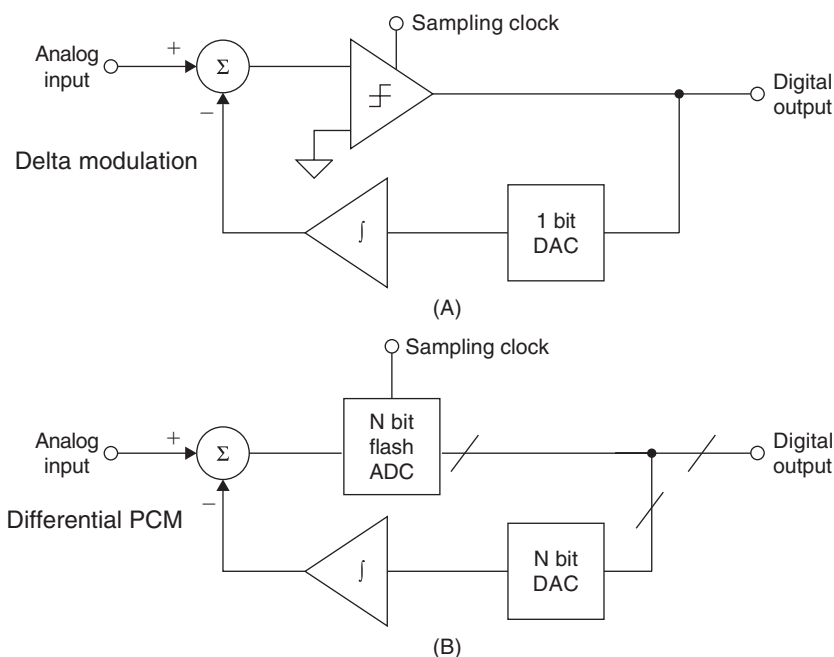 Sampling clock
Analog
input
+
Σ
Digital
output
−
Delta modulation
∫
1 bit
DAC
(A)
Sampling clock
N bit
flash
ADC
Analog
input
+
Σ
Digital
output
−
Differential PCM
∫
N bit
DAC
(B)